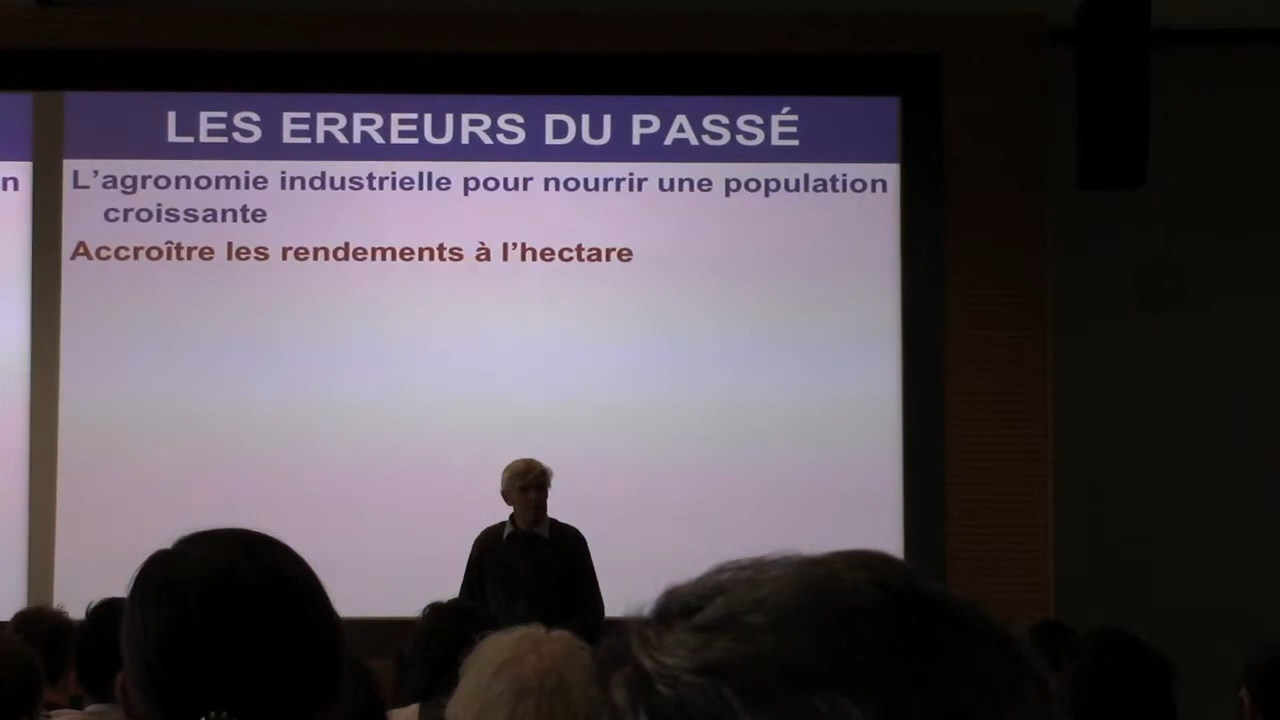 LES ERREURS DU PASSÉ
L’agronomie industrielle pour nourrir une population
croissante
Accroître les rendements à l’hectare
n